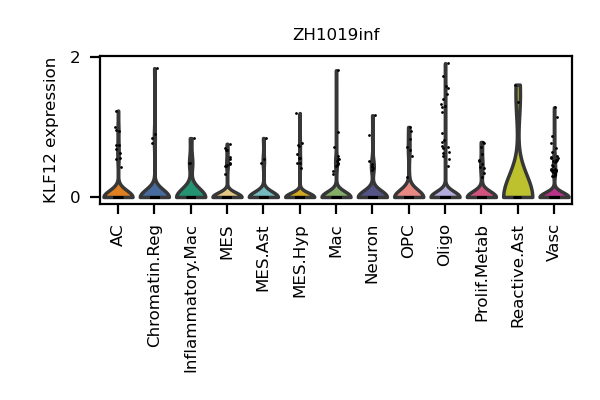 ZH1019inf
KLF12 expression
2
0
AC
Chromatin.Reg
Inflammatory.Mac
MES
MES.Ast
MES.Hyp
Mac
Neuron
OPC
Oligo
Prolif.Metab
Reactive.Ast
Vasc